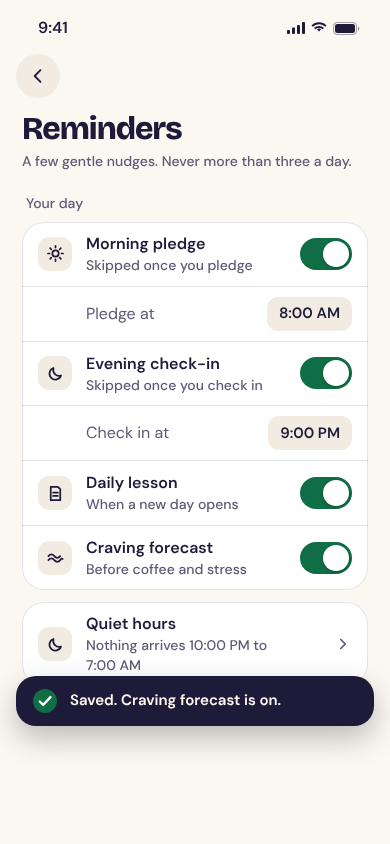 9:41
Reminders
A few gentle nudges. Never more than three a day.
Your day
Morning pledge
Skipped once you pledge
Pledge at
8:00 AM
Evening check-in
Skipped once you check in
Check in at
9:00 PM
Daily lesson
When a new day opens
Craving forecast
Before coffee and stress
Quiet hours
Nothing arrives 10:00 PM to
7:00 AM
Saved. Craving forecast is on.